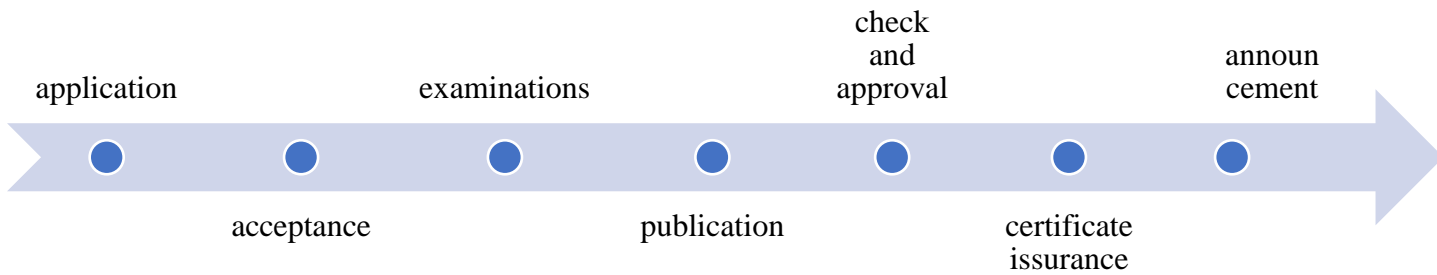 application
acceptance
examinations
publication
check
and
approval
certificate
issurance
announ
cement